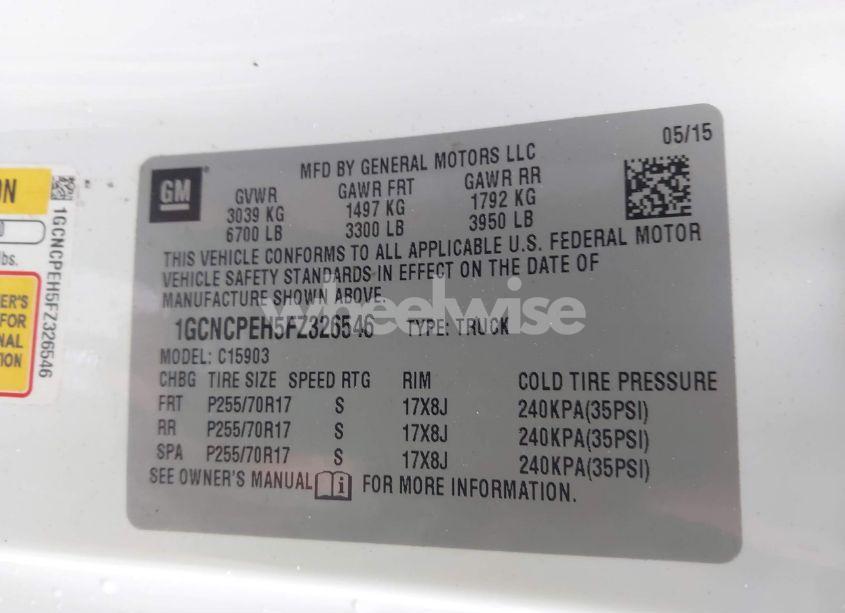 05/15
MFD BY GENERAL MOTORS LLC
GM
GVWR GAWR FRT GAWR RR
3039 KG 1497 KG 1792 KG
6700 LB 3300 LB 3950 LB
THIS VEHICLE CONFORMS TO ALL APPLICABLE U.S. FEDERAL MOTOR
VEHICLE SAFETY STANDARDS IN EFFECT ON THE DATE OF
MANUFACTURE SHOWN ABOVE.
1GCNCPEH5FZ326546 TYPE: TRUCK
MODEL: C15903
CHBG TIRE SIZE SPEED RTG RIM COLD TIRE PRESSURE
FRT P255/70R17 S 17X8J 240KPA(35PSI)
RR P255/70R17 S 17X8J 240KPA(35PSI)
SPA P255/70R17 S 17X8J 240KPA(35PSI)
SEE OWNER'S MANUAL i FOR MORE INFORMATION.
wheelwise
1GCNCPEH5FZ326546
lbs.
FOR